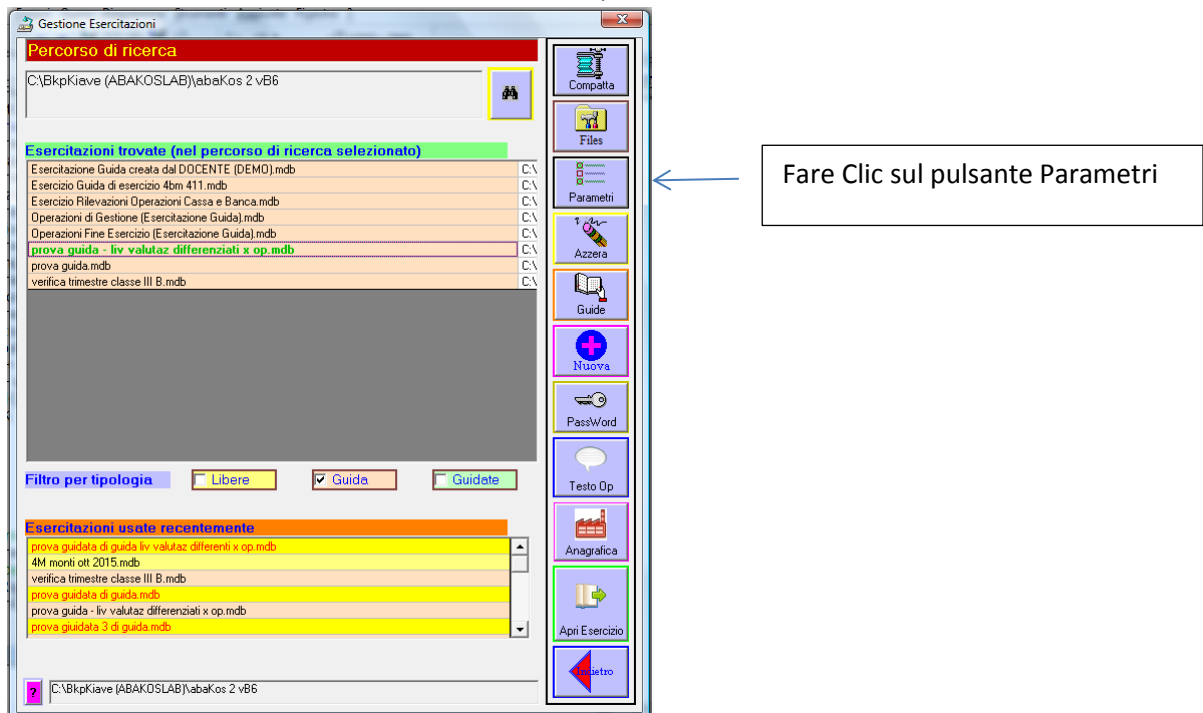 Gestione Esercitazioni
Percorso di ricerca
C:\BkpKiave (ABAKOSLAB)\abaKos 2 vB6
Esercitazioni trovate (nel percorso di ricerca selezionato)
Esercitazione Guida creata dal DOCENTE (DEMO).mdb C:\
Esercizio Guida di esercizio 4bm 411.mdb C:\
Esercizio Rilevazioni Operazioni Cassa e Banca.mdb C:\
Operazioni di Gestione (Esercitazione Guida).mdb C:\
Operazioni Fine Esercizio (Esercitazione Guida).mdb C:\
prova guida - liv valutaz differenziati x op.mdb C:\
prova guida.mdb C:\
verifica trimestre classe III B.mdb C:\
Filtro per tipologia Libere Guida Guidate
Esercitazioni usate recentemente
prova guidata di guida liv valutaz differenti x op.mdb
4M monti ott 2015.mdb
verifica trimestre classe III B.mdb
prova guidata di guida.mdb
prova guida - liv valutaz differenziati x op.mdb
prova giuidata 3 di guida.mdb
? C:\BkpKiave (ABAKOSLAB)\abaKos 2 vB6
Compatta
Files
Parametri
Azzera
Guide
Nuova
PassWord
Testo Op
Anagrafica
Apri Esercizio
Indietro
Fare Clic sul pulsante Parametri